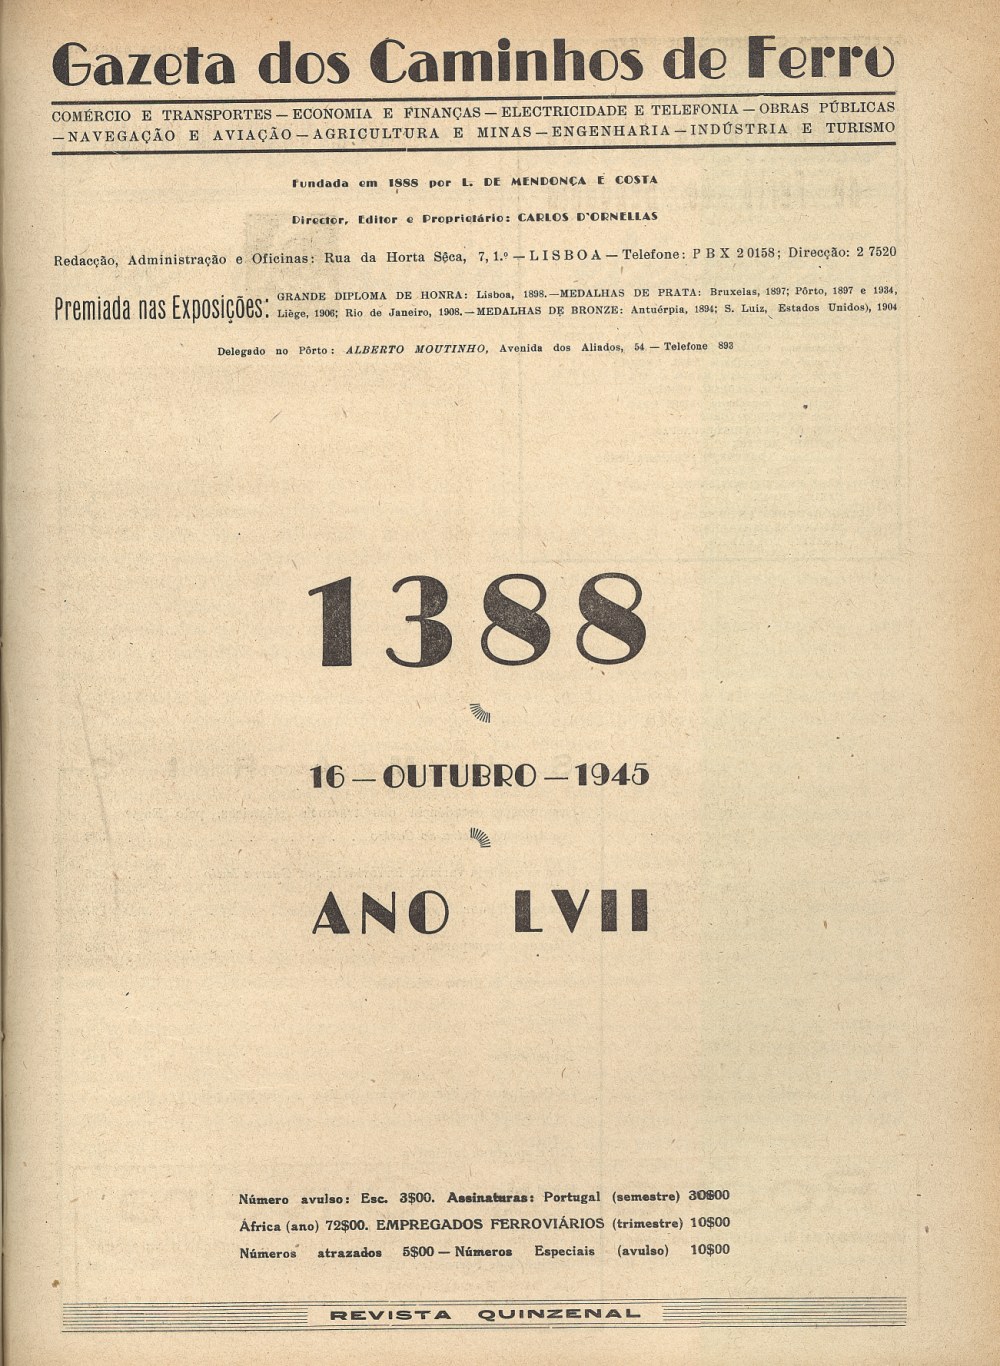 Gazeta dos Caminhos de Ferro
COMÉRCIO E TRANSPORTES — ECONOMIA E FINANÇAS — ELECTRICIDADE E TELEFONIA — OBRAS PÚBLICAS
— NAVEGAÇÃO E AVIAÇÃO — AGRICULTURA E MINAS — ENGENHARIA — INDÚSTRIA E TURISMO
Fundada em 1888 por L. DE MENDONÇA E COSTA
Director, Editor e Proprietário: CARLOS D'ORNELLAS
Redacção, Administração e Oficinas: Rua da Horta Sêca, 7, 1.º — LISBOA — Telefone: P B X 2 0158; Direcção: 2 7520
Premiada nas Exposições: GRANDE DIPLOMA DE HONRA: Lisboa, 1898. — MEDALHAS DE PRATA: Bruxelas, 1897; Pôrto, 1897 e 1934,
Liège, 1906; Rio de Janeiro, 1908. — MEDALHAS DE BRONZE: Antuérpia, 1894; S. Luiz, Estados Unidos), 1904
Delegado no Pôrto: ALBERTO MOUTINHO, Avenida dos Aliados, 54 — Telefone 893
1388
16 — OUTUBRO — 1945
ANO LVII
Número avulso: Esc. 3$00. Assinaturas: Portugal (semestre) 30$00
África (ano) 72$00. EMPREGADOS FERROVIÁRIOS (trimestre) 10$00
Números atrazados 5$00 — Números Especiais (avulso) 10$00
REVISTA QUINZENAL